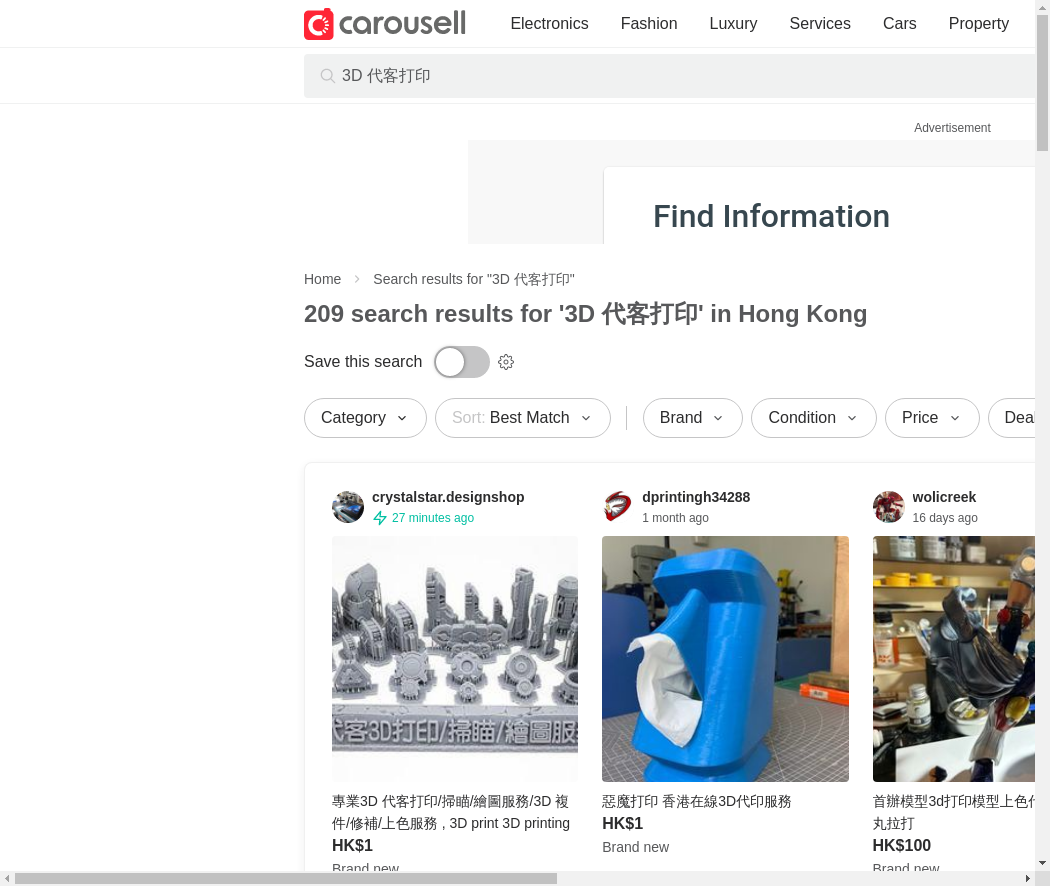 carousell
Electronics Fashion Luxury Services Cars Property
3D 代客打印
Advertisement
Find Information
Home Search results for "3D 代客打印"
209 search results for '3D 代客打印' in Hong Kong
Save this search
Category Sort: Best Match Brand Condition Price Deal
crystalstar.designshop
27 minutes ago
dprintingh34288
1 month ago
wolicreek
16 days ago
代客3D打印/掃瞄/繪圖服
專業3D 代客打印/掃瞄/繪圖服務/3D 複
件/修補/上色服務 , 3D print 3D printing
HK$1
Brand new
惡魔打印 香港在線3D代印服務
HK$1
Brand new
首辦模型3d打印模型上色
丸拉打
HK$100
Brand new